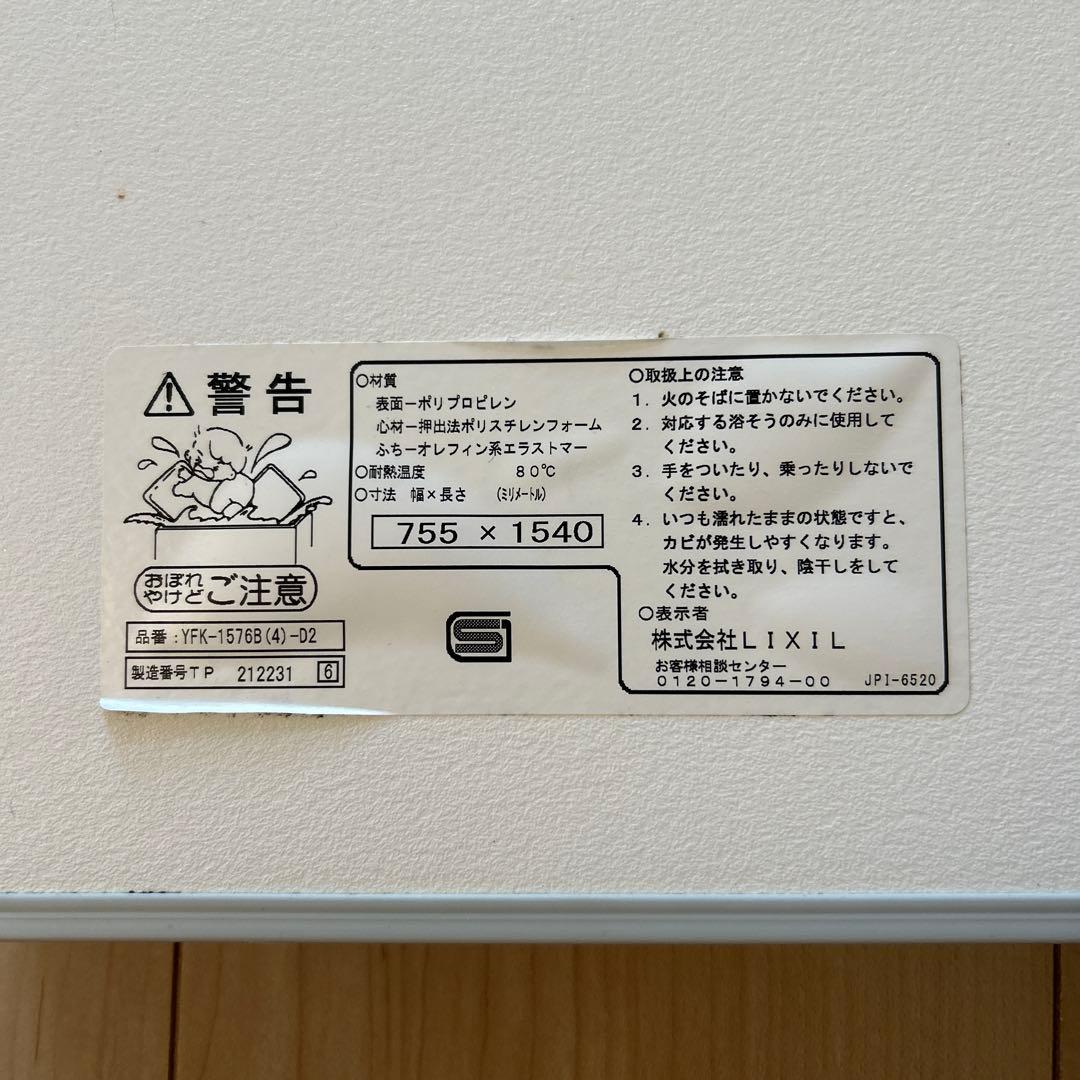 警告
おぼれ
やけど
ご注意
品番:YFK-1576B(4)-D2
製造番号TP 212231 6
○材質
表面ーポリプロピレン
心材ー押出法ポリスチレンフォーム
ふちーオレフィン系エラストマー
○耐熱温度 80℃
○寸法 幅×長さ (ミリメートル)
755 × 1540
○取扱上の注意
1. 火のそばに置かないでください。
2. 対応する浴そうのみに使用して
ください。
3. 手をついたり、乗ったりしないで
ください。
4. いつも濡れたままの状態ですと、
カビが発生しやすくなります。
水分を拭き取り、陰干しをして
ください。
○表示者
株式会社LIXIL
お客様相談センター
0120-1794-00 JPI-6520